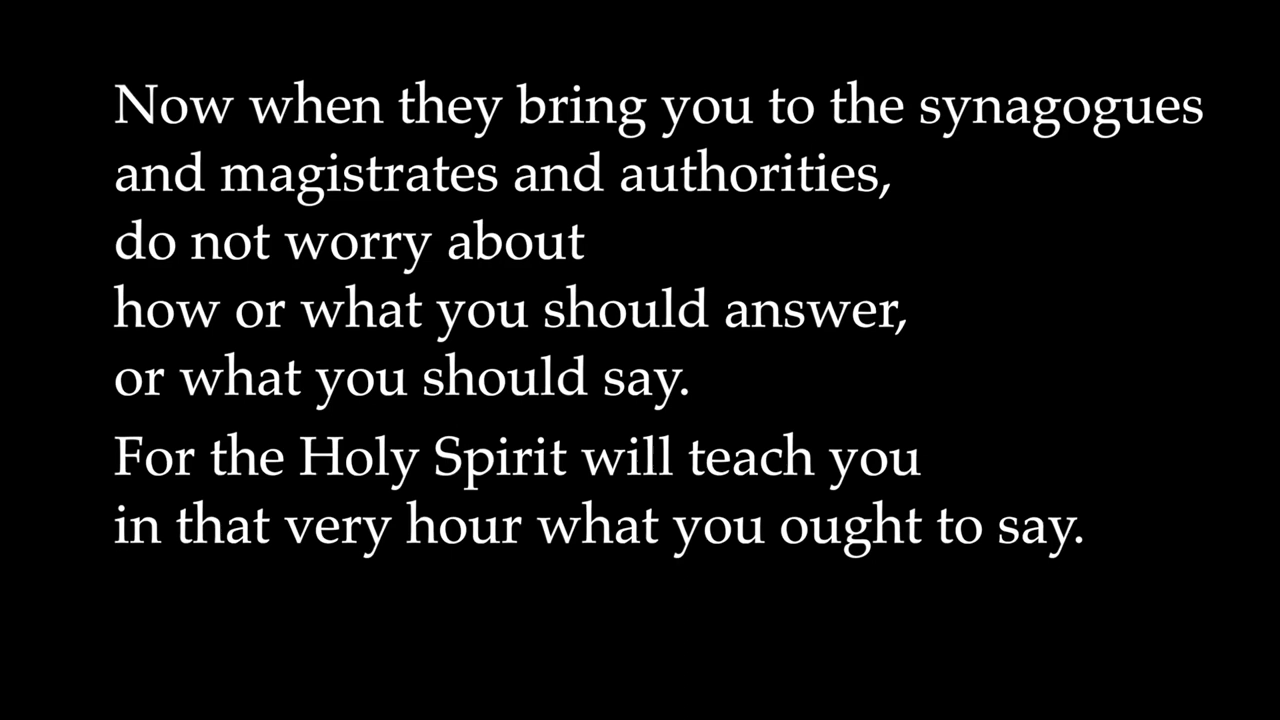 Now when they bring you to the synagogues
and magistrates and authorities,
do not worry about
how or what you should answer,
or what you should say.
For the Holy Spirit will teach you
in that very hour what you ought to say.